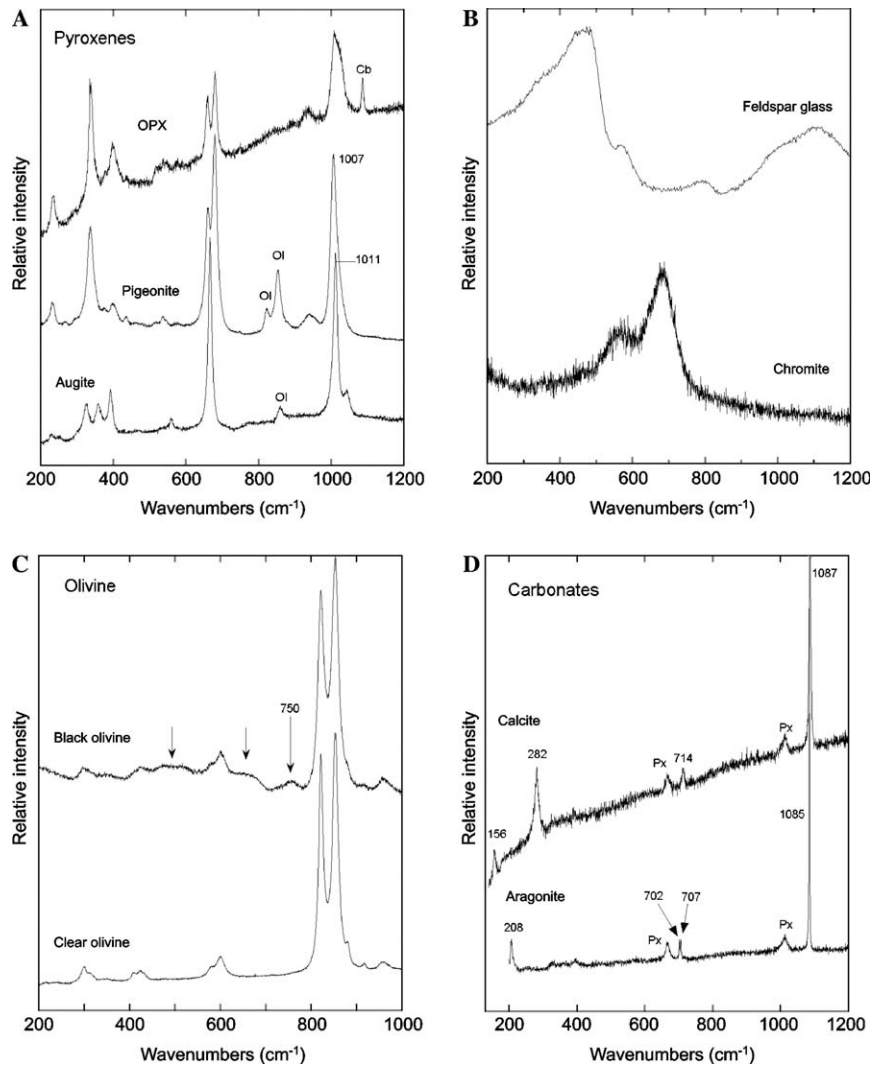 A
Pyroxenes
Cb
OPX
1007
1011
Ol
Pigeonite
Ol
Augite
Ol
Relative intensity
200 400 600 800 1000 1200
Wavenumbers (cm-1)
B
Feldspar glass
Chromite
Relative intensity
200 400 600 800 1000 1200
Wavenumbers (cm-1)
C
Olivine
750
Black olivine
Clear olivine
Relative intensity
200 400 600 800 1000
Wavenumbers (cm-1)
D
Carbonates
1087
Calcite
282
Px
714
Px
156
1085
Aragonite
702
707
208
Px
Px
Relative intensity
200 400 600 800 1000 1200
Wavenumbers (cm-1)